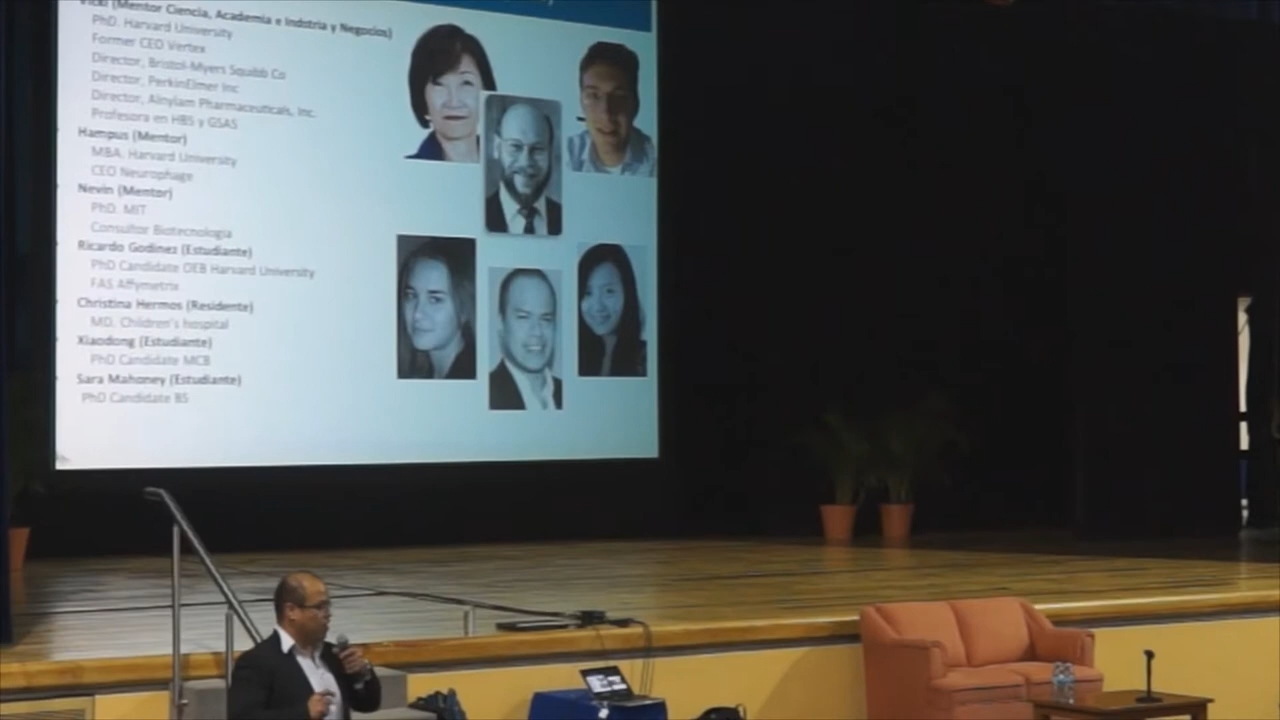 Vicki (Mentor Ciencia, Academia e Indstria y Negocios)
PhD. Harvard University
Former CEO Vertex
Director, Bristol-Myers Squibb Co
Director, PerkinElmer Inc
Director, Alnylam Pharmaceuticals, Inc.
Profesora en HBS y GSAS
Hampus (Mentor)
MBA. Harvard University
CEO Neurophage
Nevin (Mentor)
PhD. MIT
Consultor Biotecnologia
Ricardo Godinez (Estudiante)
PhD Candidate OEB Harvard University
FAS Affymetrix
Christina Hermos (Residente)
MD. Children's hospital
Xiaodong (Estudiante)
PhD Candidate MCB
Sara Mahoney (Estudiante)
PhD Candidate BS